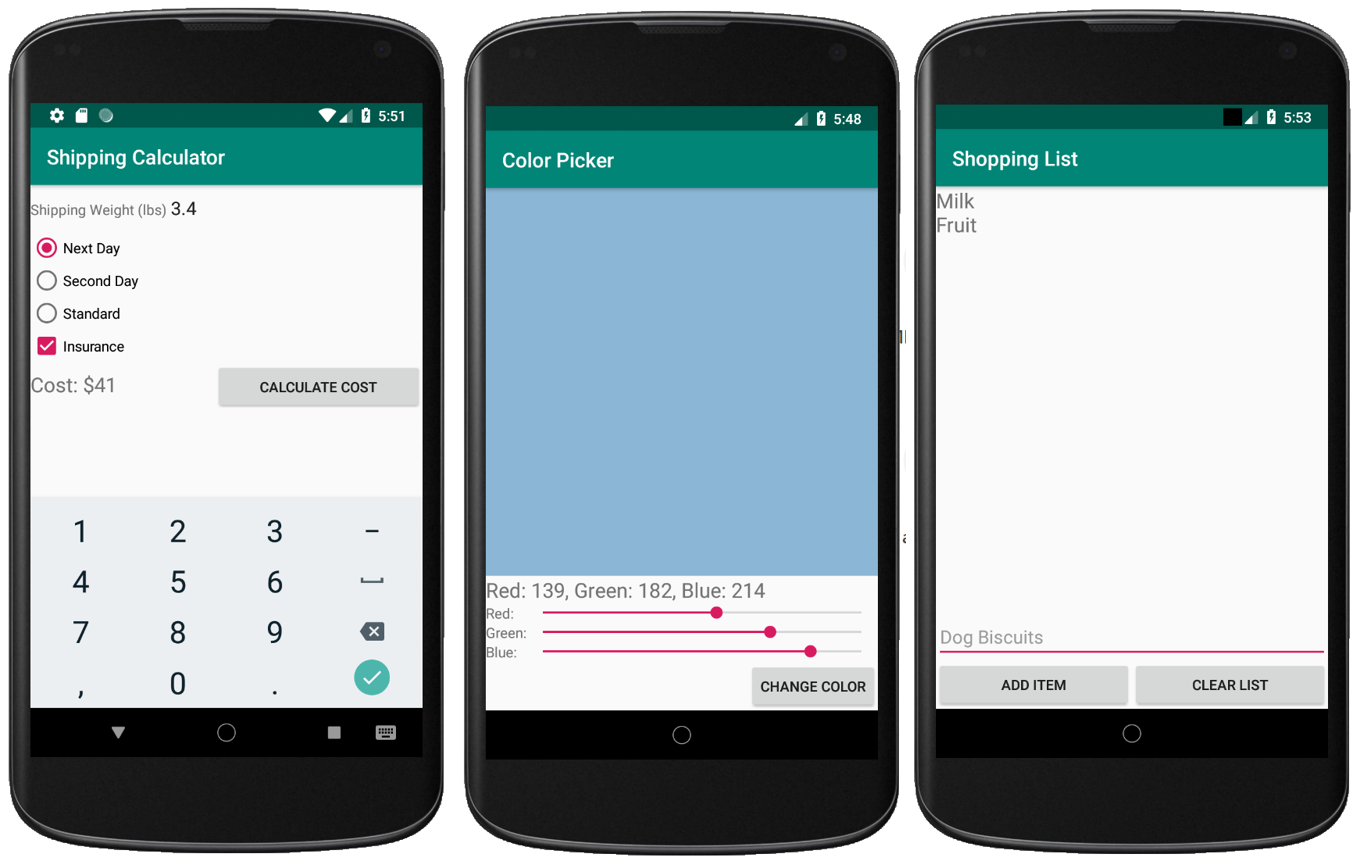 5:51
Shipping Calculator
Shipping Weight (lbs) 3.4
Next Day
Second Day
Standard
Insurance
Cost: $41 CALCULATE COST
1 2 3 –
4 5 6
7 8 9
, 0 .
5:48
Color Picker
Red: 139, Green: 182, Blue: 214
Red:
Green:
Blue:
CHANGE COLOR
5:53
Shopping List
Milk
Fruit
Dog Biscuits
ADD ITEM CLEAR LIST